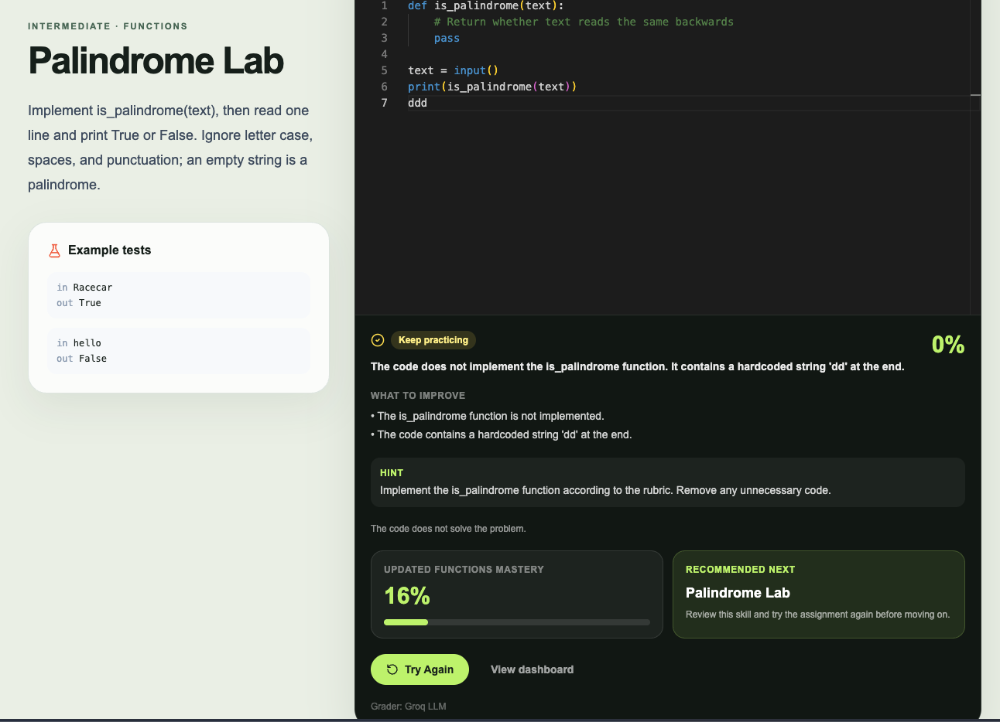 INTERMEDIATE · FUNCTIONS
Palindrome Lab
Implement is_palindrome(text), then read one
line and print True or False. Ignore letter case,
spaces, and punctuation; an empty string is a
palindrome.
Example tests
in Racecar
out True
in hello
out False
1 def is_palindrome(text):
2     # Return whether text reads the same backwards
3     pass
4
5 text = input()
6 print(is_palindrome(text))
7 ddd
Keep practicing
0%
The code does not implement the is_palindrome function. It contains a hardcoded string 'dd' at the end.
WHAT TO IMPROVE
• The is_palindrome function is not implemented.
• The code contains a hardcoded string 'dd' at the end.
HINT
Implement the is_palindrome function according to the rubric. Remove any unnecessary code.
The code does not solve the problem.
UPDATED FUNCTIONS MASTERY
16%
RECOMMENDED NEXT
Palindrome Lab
Review this skill and try the assignment again before moving on.
Try Again
View dashboard
Grader: Groq LLM